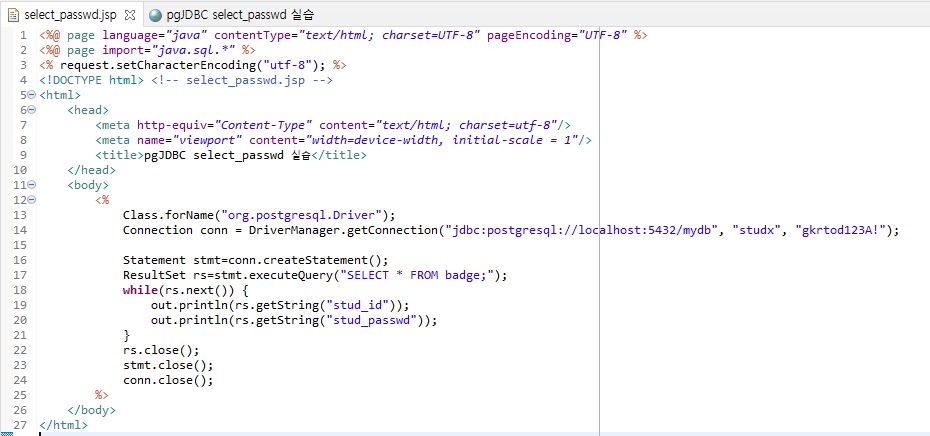 select_passwd.jsp pgJDBC select_passwd 실습
1 <%@ page language="java" contentType="text/html; charset=UTF-8" pageEncoding="UTF-8" %>
2 <%@ page import="java.sql.*" %>
3 <% request.setCharacterEncoding("utf-8"); %>
4 <!DOCTYPE html> <!-- select_passwd.jsp -->
5 <html>
6 <head>
7 <meta http-equiv="Content-Type" content="text/html; charset=utf-8"/>
8 <meta name="viewport" content="width=device-width, initial-scale = 1"/>
9 <title>pgJDBC select_passwd 실습</title>
10 </head>
11 <body>
12 <%
13 Class.forName("org.postgresql.Driver");
14 Connection conn = DriverManager.getConnection("jdbc:postgresql://localhost:5432/mydb", "studx", "gkrtod123A!");
15
16 Statement stmt=conn.createStatement();
17 ResultSet rs=stmt.executeQuery("SELECT * FROM badge;");
18 while(rs.next()) {
19 out.println(rs.getString("stud_id"));
20 out.println(rs.getString("stud_passwd"));
21 }
22 rs.close();
23 stmt.close();
24 conn.close();
25 %>
26 </body>
27 </html>